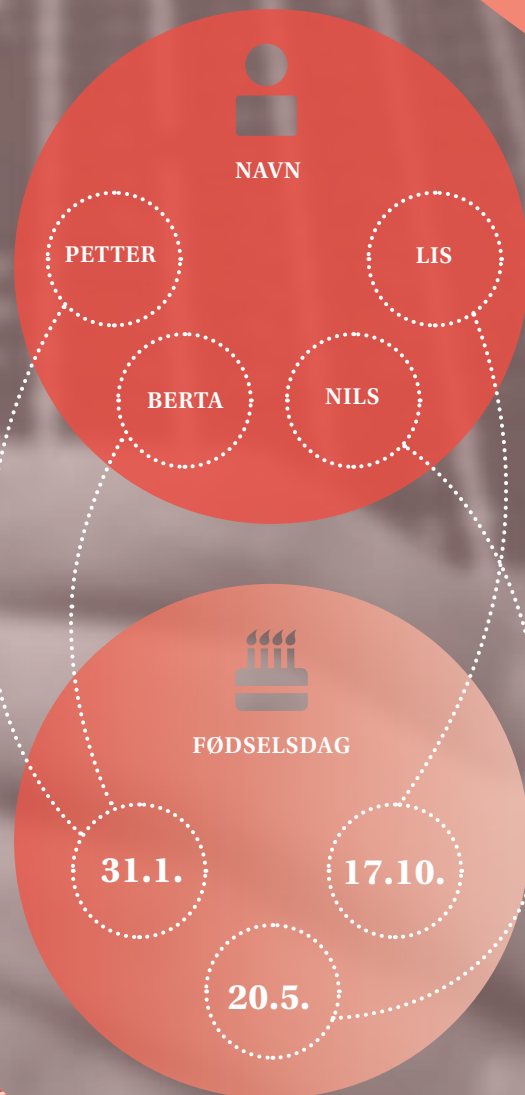 NAVN
PETTER
LIS
BERTA
NILS
FØDSELSDAG
31.1.
17.10.
20.5.